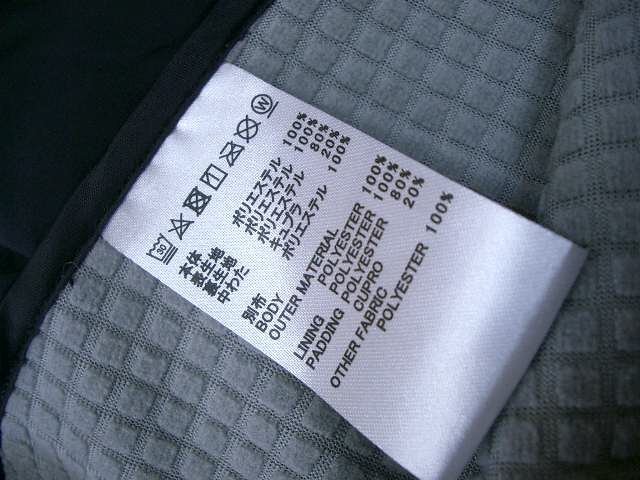 30
本体
表生地 ポリエステル 100%
裏生地 ポリエステル 100%
中わた ポリエステル 80%
キュプラ 20%
別布 ポリエステル 100%
BODY
OUTER MATERIAL
POLYESTER 100%
LINING POLYESTER 100%
PADDING POLYESTER 80%
CUPRO 20%
OTHER FABRIC
POLYESTER 100%